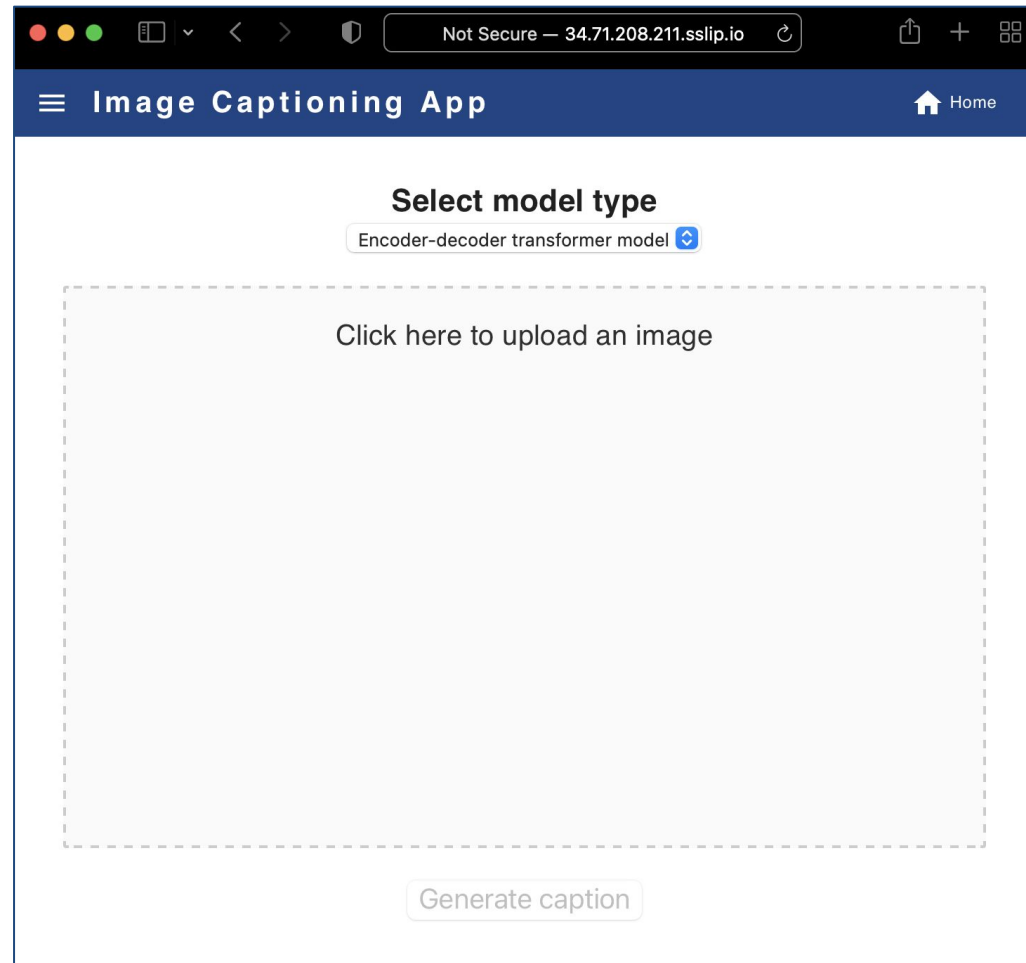 Not Secure — 34.71.208.211.sslip.io
Image Captioning App
Home
Select model type
Encoder-decoder transformer model
Click here to upload an image
Generate caption